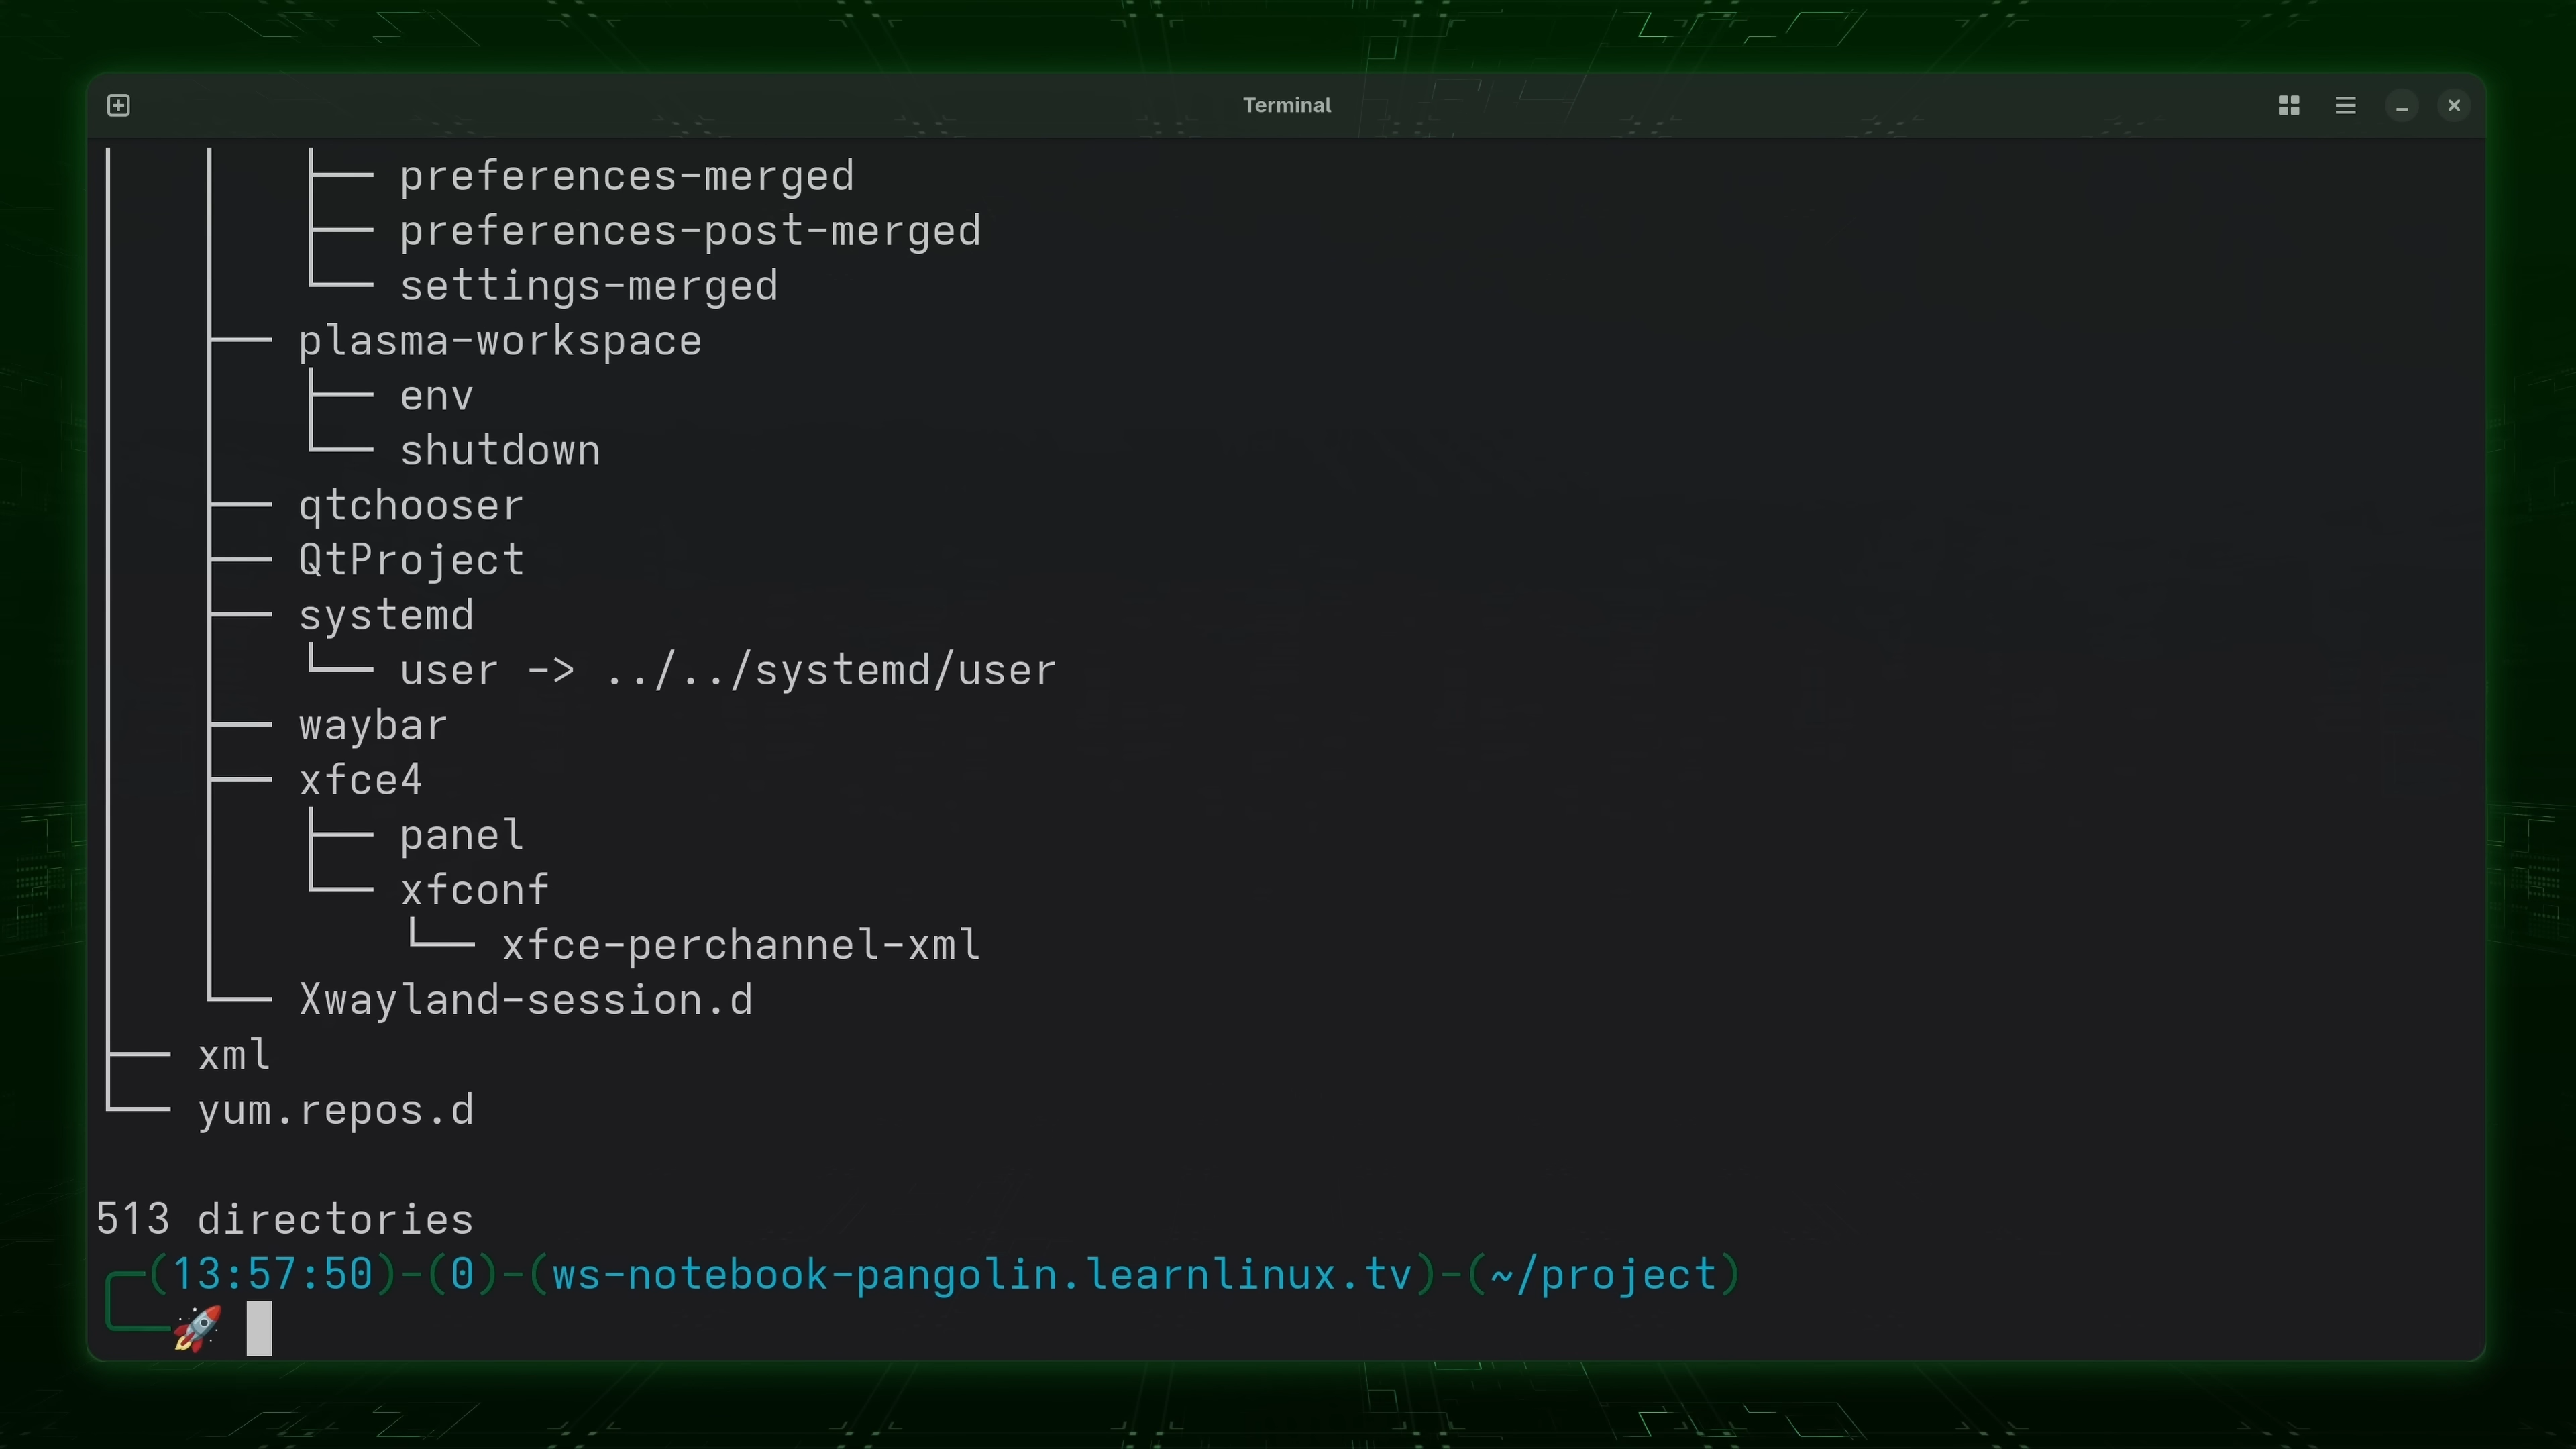 Terminal
│   │   ├── preferences-merged
│   │   ├── preferences-post-merged
│   │   └── settings-merged
│   ├── plasma-workspace
│   │   ├── env
│   │   └── shutdown
│   ├── qtchooser
│   ├── QtProject
│   ├── systemd
│   │   └── user -> ../../systemd/user
│   ├── waybar
│   ├── xfce4
│   │   ├── panel
│   │   └── xfconf
│   │       └── xfce-perchannel-xml
│   └── Xwayland-session.d
├── xml
└── yum.repos.d
513 directories
╭─(13:57:50)-(0)-(ws-notebook-pangolin.learnlinux.tv)-(~/project)
╰──🚀